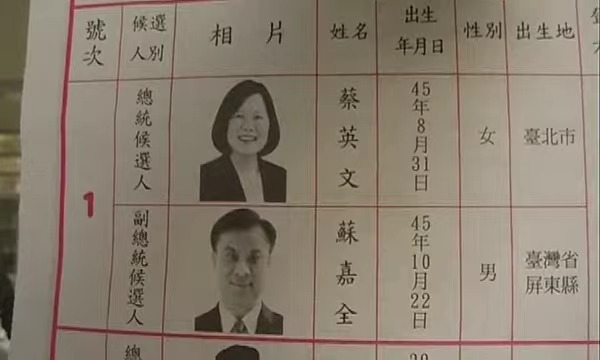 號次
候選人別
相片
姓名
出生年月日
性別
出生地
1
總統候選人
蔡英文
45年8月31日
女
臺北市
副總統候選人
蘇嘉全
45年10月22日
男
臺灣省
屏東縣
總